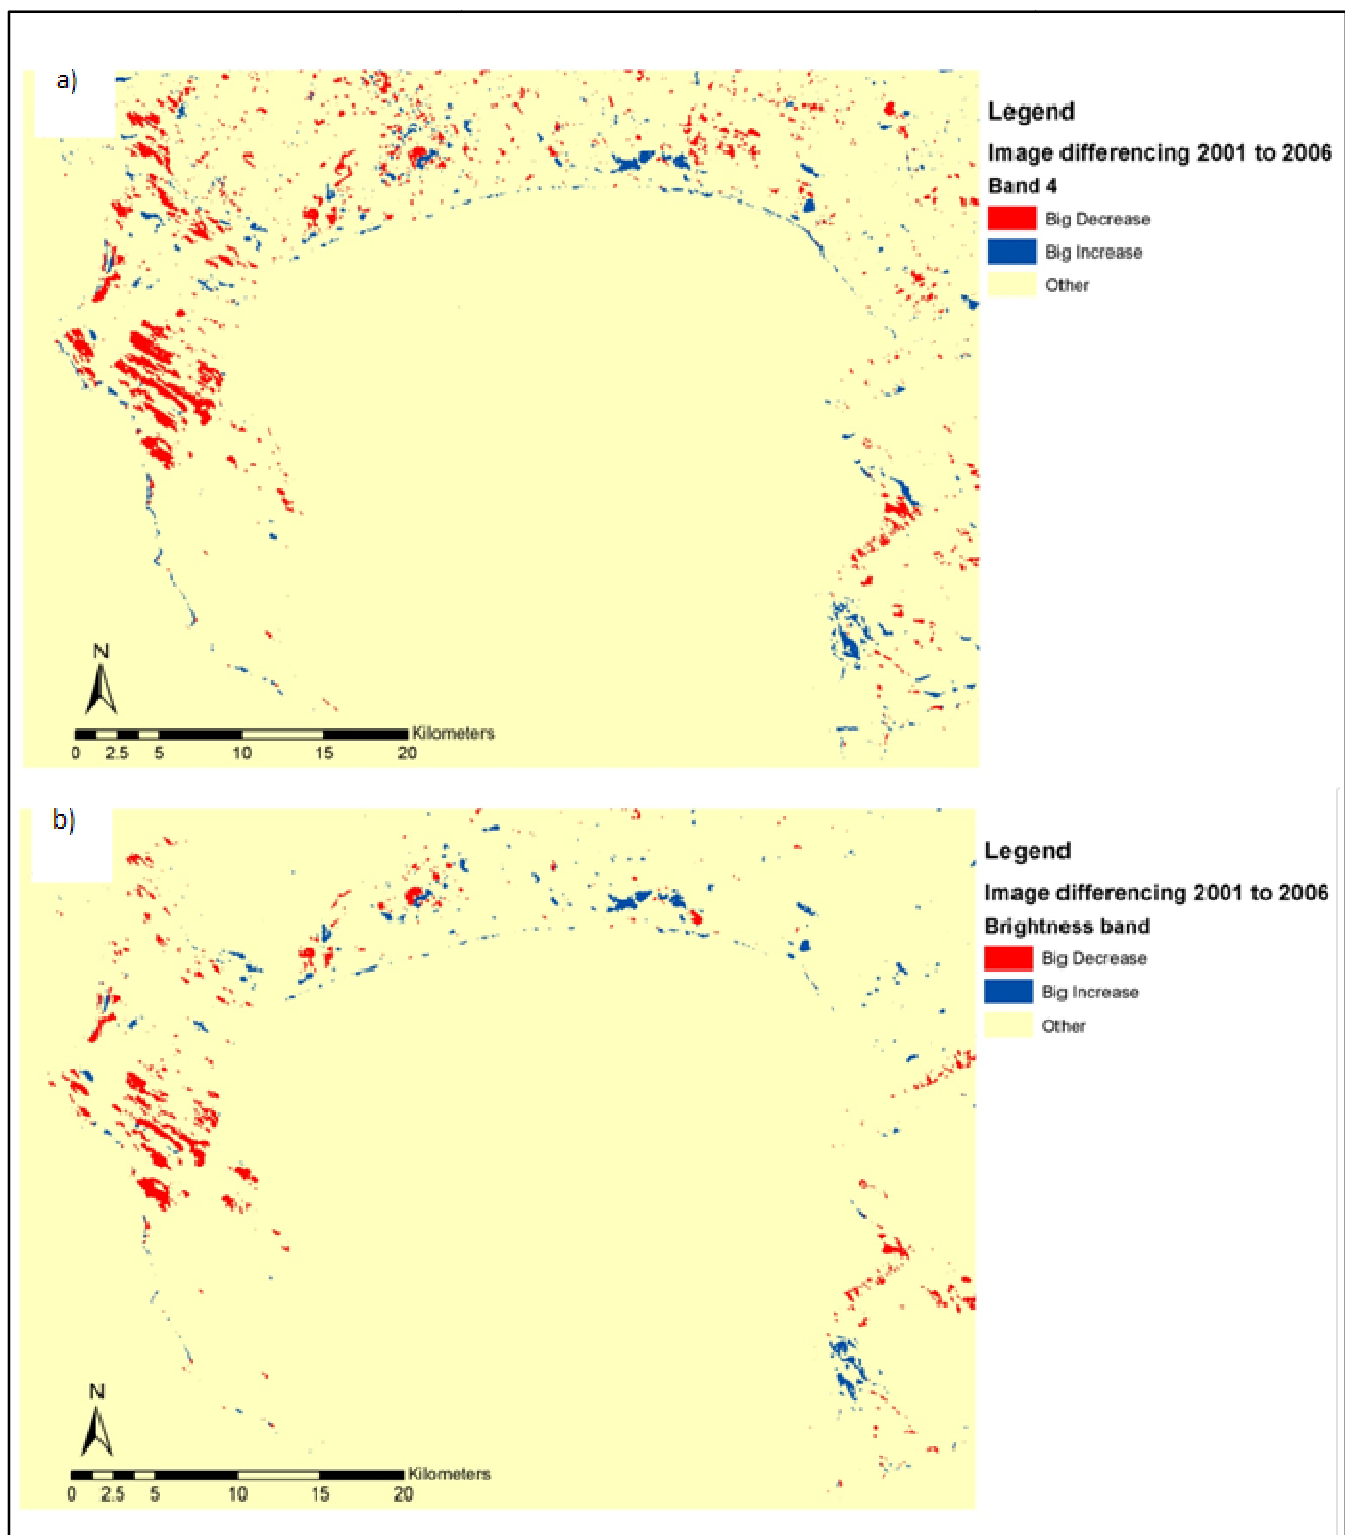 a)
Legend
Image differencing 2001 to 2006
Band 4
Big Decrease
Big Increase
Other
N
Kilometers
0 2.5 5 10 15 20
b)
Legend
Image differencing 2001 to 2006
Brightness band
Big Decrease
Big Increase
Other
N
Kilometers
0 2.5 5 10 15 20